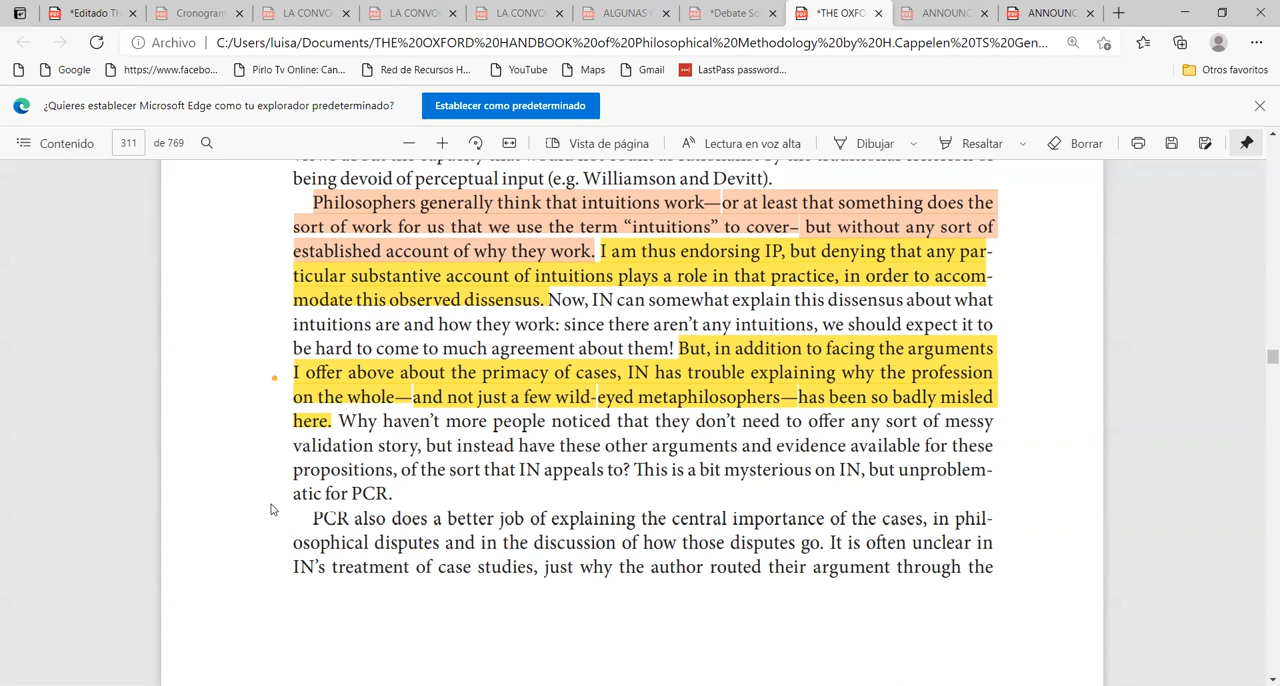 *Editado TH
Cronogram
LA CONVO
LA CONVO
LA CONVO
ALGUNAS
*Debate So
*THE OXFO
ANNOUNC
ANNOUNC
Archivo
C:/Users/luisa/Documents/THE%20OXFORD%20HANDBOOK%20of%20Philosophical%20Methodology%20by%20H.Cappelen%20TS%20Gen...
Google
https://www.facebo...
Pirlo Tv Online: Can...
Red de Recursos H...
YouTube
Maps
Gmail
LastPass password...
Otros favoritos
¿Quieres establecer Microsoft Edge como tu explorador predeterminado?
Establecer como predeterminado
Contenido
311
de 769
Vista de página
Lectura en voz alta
Dibujar
Resaltar
Borrar
being devoid of perceptual input (e.g. Williamson and Devitt).
Philosophers generally think that intuitions work—or at least that something does the
sort of work for us that we use the term “intuitions” to cover– but without any sort of
established account of why they work. I am thus endorsing IP, but denying that any par-
ticular substantive account of intuitions plays a role in that practice, in order to accom-
modate this observed dissensus. Now, IN can somewhat explain this dissensus about what
intuitions are and how they work: since there aren’t any intuitions, we should expect it to
be hard to come to much agreement about them! But, in addition to facing the arguments
I offer above about the primacy of cases, IN has trouble explaining why the profession
on the whole—and not just a few wild-eyed metaphilosophers—has been so badly misled
here. Why haven’t more people noticed that they don’t need to offer any sort of messy
validation story, but instead have these other arguments and evidence available for these
propositions, of the sort that IN appeals to? This is a bit mysterious on IN, but unproblem-
atic for PCR.
PCR also does a better job of explaining the central importance of the cases, in phil-
osophical disputes and in the discussion of how those disputes go. It is often unclear in
IN’s treatment of case studies, just why the author routed their argument through the